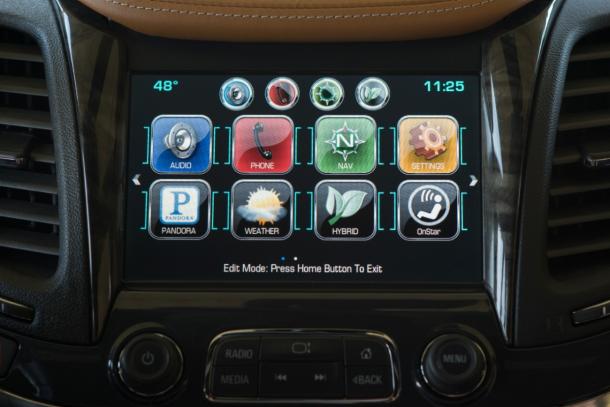 48° 11:25
AUDIO PHONE N NAV SETTINGS
P PANDORA
PANDORA WEATHER HYBRID OnStar
Edit Mode: Press Home Button To Exit
RADIO MENU
MEDIA BACK